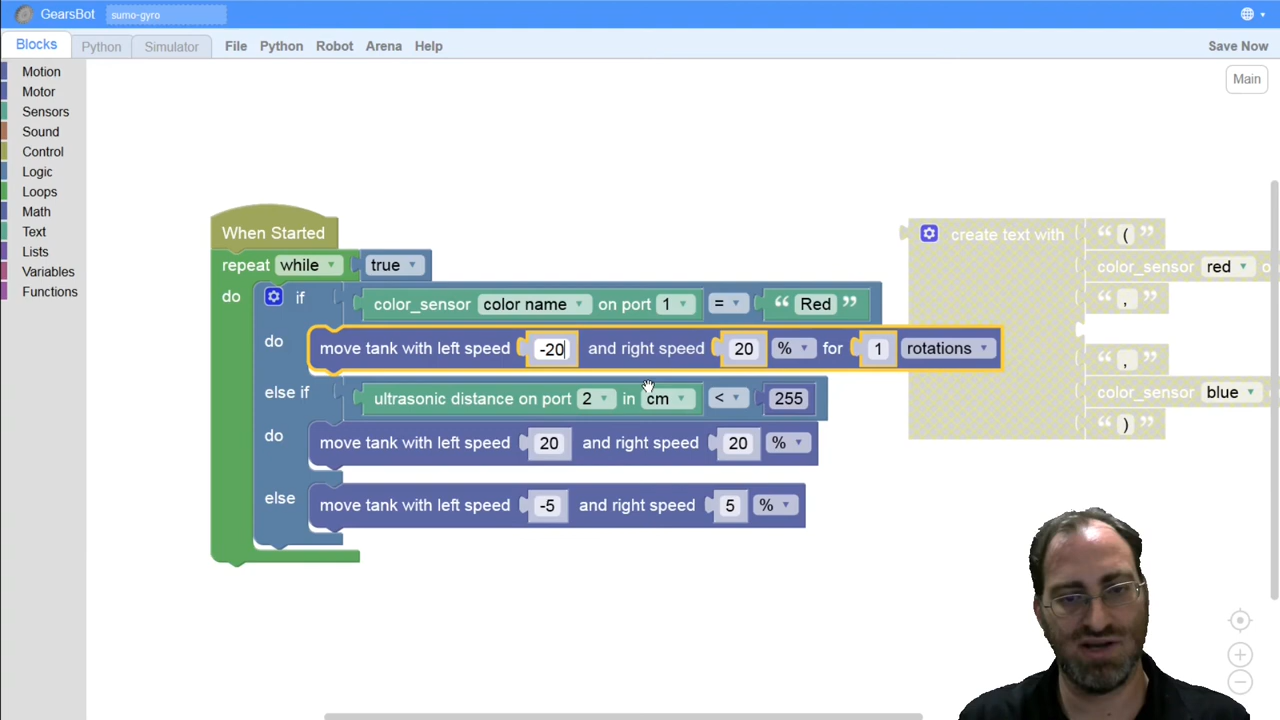 GearsBot sumo-gyro
Blocks Python Simulator File Python Robot Arena Help Save Now
Main
Motion
Motor
Sensors
Sound
Control
Logic
Loops
Math
Text
Lists
Variables
Functions
When Started
repeat while true
do if color_sensor color name on port 1 = “ Red ”
do move tank with left speed -20 and right speed 20 % for 1 rotations
else if ultrasonic distance on port 2 in cm < 255
do move tank with left speed 20 and right speed 20 %
else move tank with left speed -5 and right speed 5 %
create text with “ ( ”
color_sensor red
“ , ”
“ , ”
color_sensor blue
“ ) ”